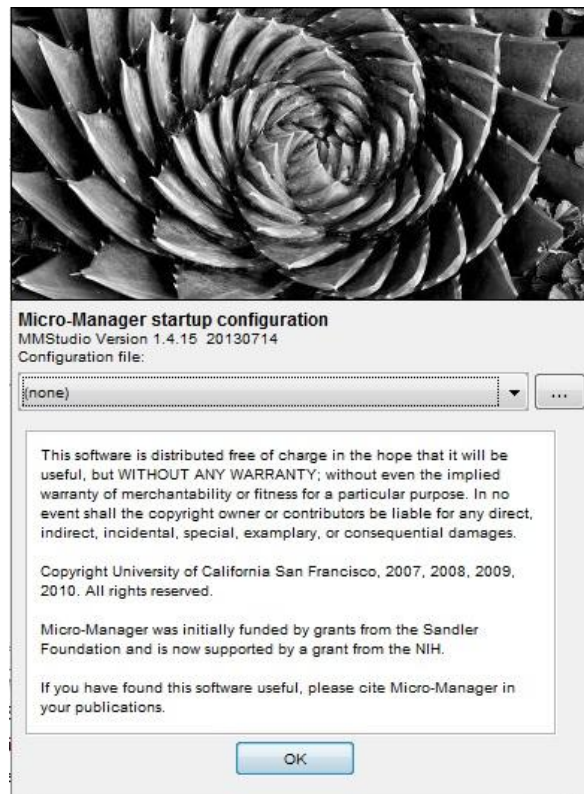 Micro-Manager startup configuration
MMStudio Version 1.4.15 20130714
Configuration file:
(none)
...
This software is distributed free of charge in the hope that it will be
useful, but WITHOUT ANY WARRANTY; without even the implied
warranty of merchantability or fitness for a particular purpose. In no
event shall the copyright owner or contributors be liable for any direct,
indirect, incidental, special, examplary, or consequential damages.
Copyright University of California San Francisco, 2007, 2008, 2009,
2010. All rights reserved.
Micro-Manager was initially funded by grants from the Sandler
Foundation and is now supported by a grant from the NIH.
If you have found this software useful, please cite Micro-Manager in
your publications.
OK